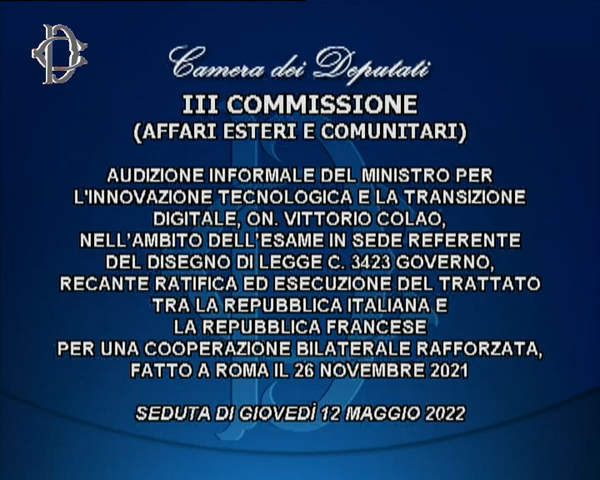 Camera dei Deputati
III COMMISSIONE
(AFFARI ESTERI E COMUNITARI)
AUDIZIONE INFORMALE DEL MINISTRO PER
L'INNOVAZIONE TECNOLOGICA E LA TRANSIZIONE
DIGITALE, ON. VITTORIO COLAO,
NELL'AMBITO DELL'ESAME IN SEDE REFERENTE
DEL DISEGNO DI LEGGE C. 3423 GOVERNO,
RECANTE RATIFICA ED ESECUZIONE DEL TRATTATO
TRA LA REPUBBLICA ITALIANA E
LA REPUBBLICA FRANCESE
PER UNA COOPERAZIONE BILATERALE RAFFORZATA,
FATTO A ROMA IL 26 NOVEMBRE 2021
SEDUTA DI GIOVEDÌ 12 MAGGIO 2022